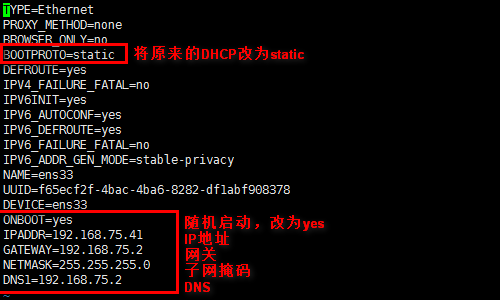 TYPE=Ethernet
PROXY_METHOD=none
BROWSER_ONLY=no
BOOTPROTO=static 将原来的DHCP改为static
DEFROUTE=yes
IPV4_FAILURE_FATAL=no
IPV6INIT=yes
IPV6_AUTOCONF=yes
IPV6_DEFROUTE=yes
IPV6_FAILURE_FATAL=no
IPV6_ADDR_GEN_MODE=stable-privacy
NAME=ens33
UUID=f65ecf2f-4bac-4ba6-8282-df1abf908378
DEVICE=ens33
ONBOOT=yes 随机启动，改为yes
IPADDR=192.168.75.41 IP地址
GATEWAY=192.168.75.2 网关
NETMASK=255.255.255.0 子网掩码
DNS1=192.168.75.2 DNS
~